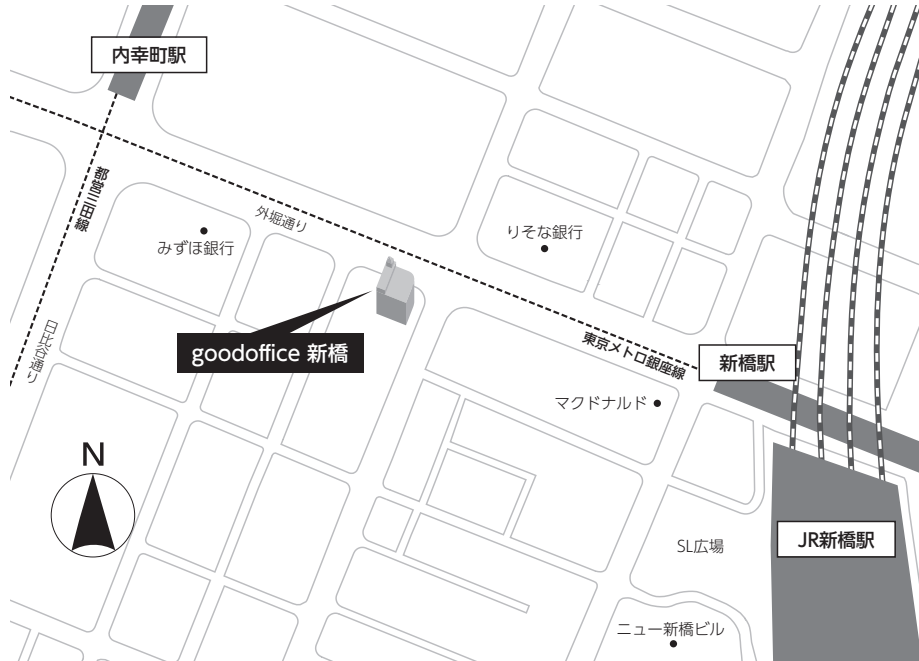 内幸町駅
都営三田線
外堀通り
みずほ銀行
りそな銀行
goodoffice 新橋
日比谷通り
東京メトロ銀座線
新橋駅
マクドナルド
N
SL広場
JR新橋駅
ニュー新橋ビル